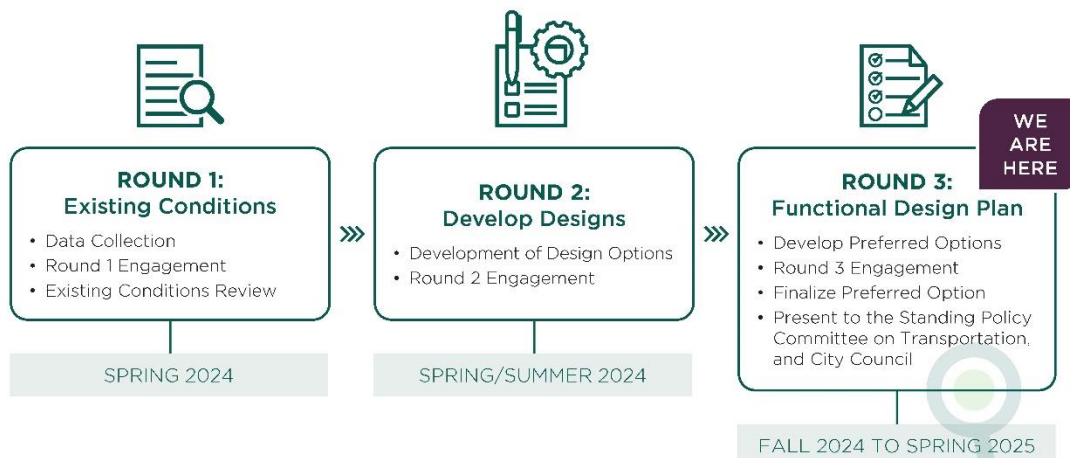 ROUND 1:
Existing Conditions
• Data Collection
• Round 1 Engagement
• Existing Conditions Review
SPRING 2024
ROUND 2:
Develop Designs
• Development of Design Options
• Round 2 Engagement
SPRING/SUMMER 2024
WE
ARE
HERE
ROUND 3:
Functional Design Plan
• Develop Preferred Options
• Round 3 Engagement
• Finalize Preferred Option
• Present to the Standing Policy
Committee on Transportation,
and City Council
FALL 2024 TO SPRING 2025